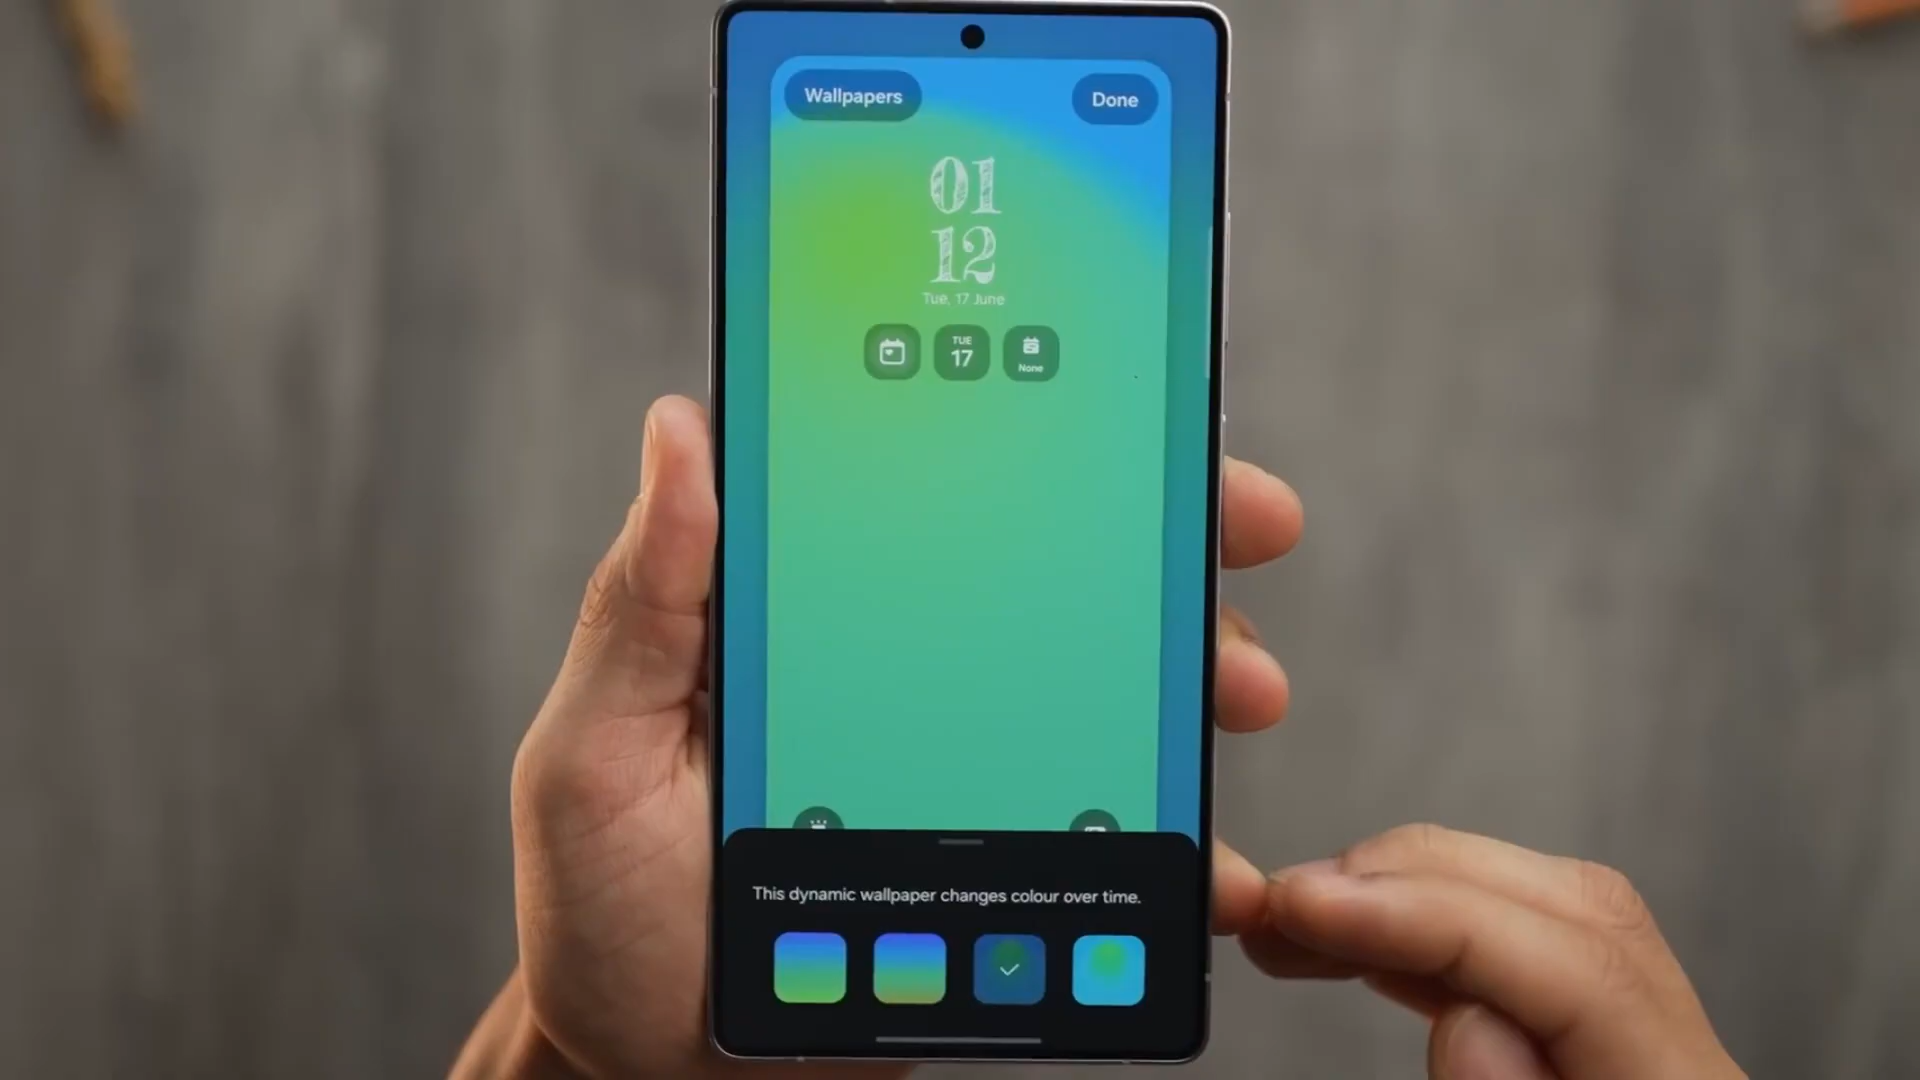 Wallpapers
Done
01
12
Tue, 17 June
TUE
17
None
This dynamic wallpaper changes colour over time.